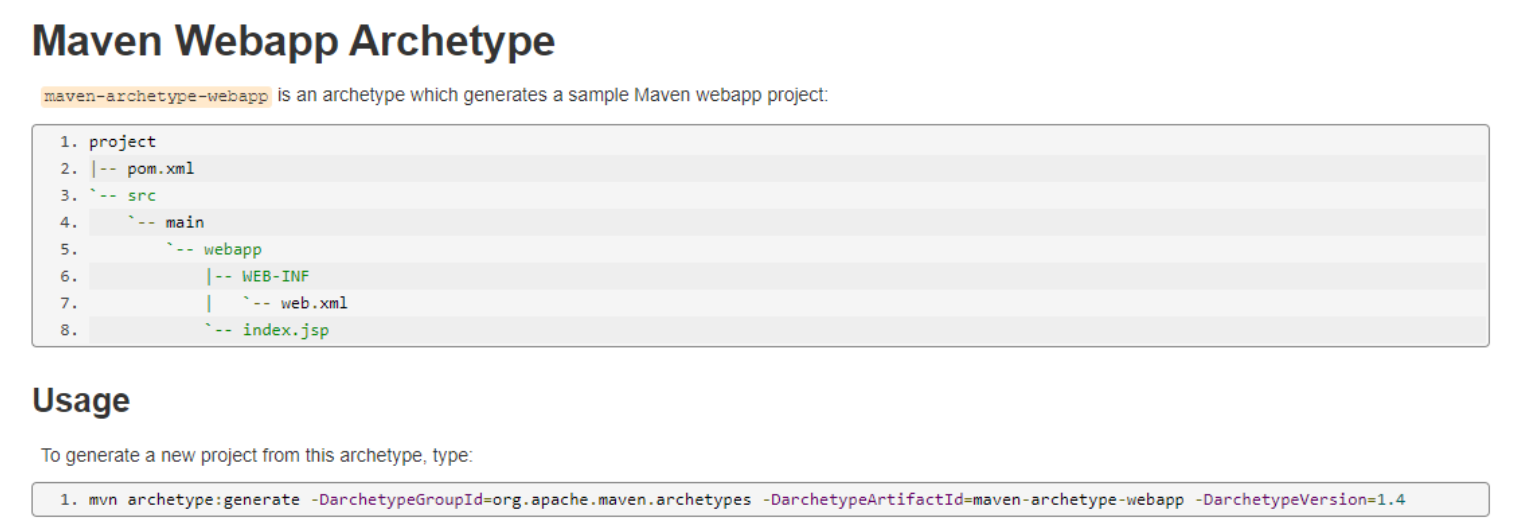 Maven Webapp Archetype
maven-archetype-webapp is an archetype which generates a sample Maven webapp project:
1. project
2. |-- pom.xml
3. `-- src
4.     `-- main
5.         `-- webapp
6.             |-- WEB-INF
7.             |   `-- web.xml
8.             `-- index.jsp
Usage
To generate a new project from this archetype, type:
1. mvn archetype:generate -DarchetypeGroupId=org.apache.maven.archetypes -DarchetypeArtifactId=maven-archetype-webapp -DarchetypeVersion=1.4